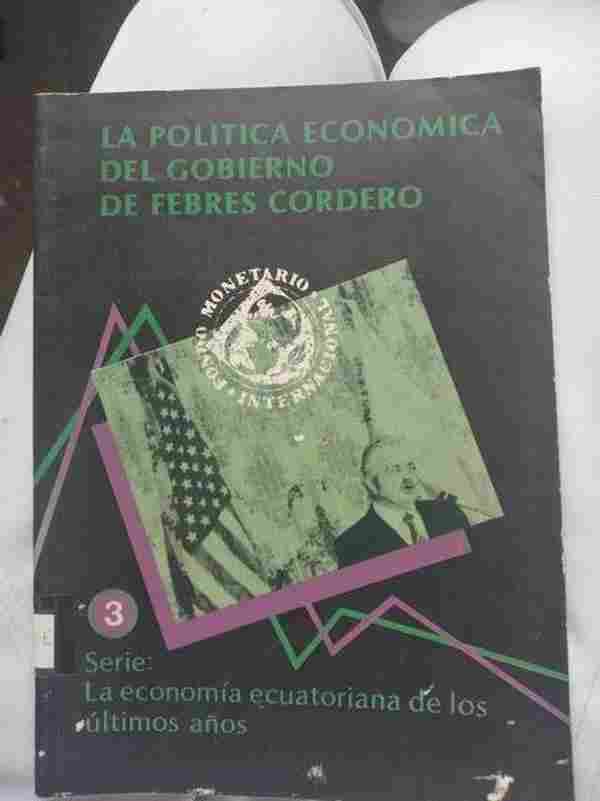 LA POLITICA ECONOMICA
DEL GOBIERNO
DE FEBRES CORDERO
FONDO MONETARIO INTERNACIONAL
3
Serie:
La economía ecuatoriana de los
últimos años